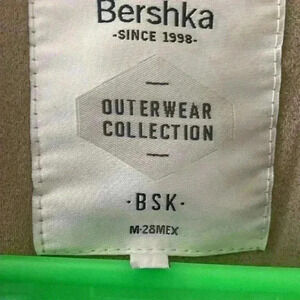 Bershka
-SINCE 1998-
OUTERWEAR
COLLECTION
·BSK·
M-28MEX